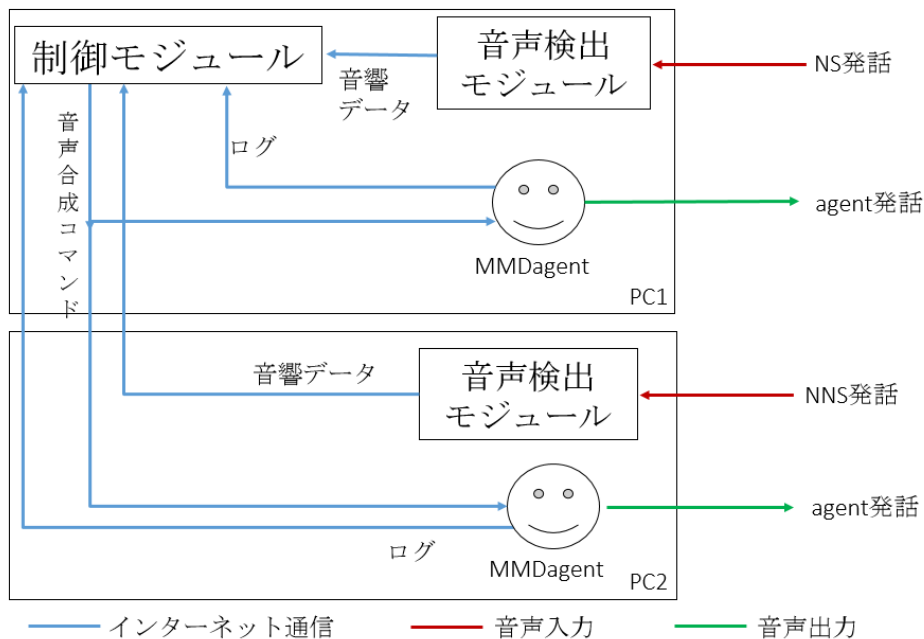 制御モジュール
音声検出
モジュール
NS発話
音響
データ
音声合成コマンド
ログ
agent発話
MMDagent
PC1
音響データ
音声検出
モジュール
NNS発話
agent発話
ログ
MMDagent
PC2
インターネット通信
音声入力
音声出力